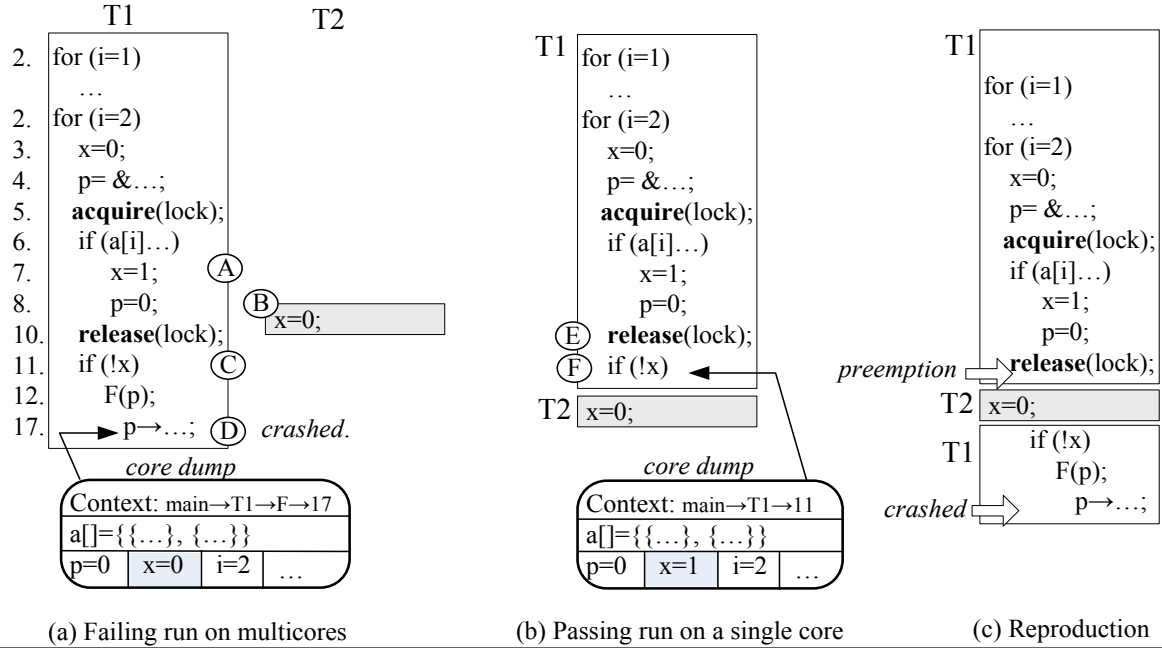 T1
T2
2. for (i=1)
…
2. for (i=2)
3. x=0;
4. p= &…;
5. acquire(lock);
6. if (a[i]…)
7. x=1;
A
8. p=0;
B
x=0;
10. release(lock);
11. if (!x)
C
12. F(p);
17. p→…;
D
crashed.
core dump
Context: main→T1→F→17
a[]={{…}, {…}}
p=0 x=0 i=2 …
(a) Failing run on multicores
T1
for (i=1)
…
for (i=2)
x=0;
p= &…;
acquire(lock);
if (a[i]…)
x=1;
p=0;
E release(lock);
F if (!x)
T2 x=0;
core dump
Context: main→T1→11
a[]={{…}, {…}}
p=0 x=1 i=2 …
(b) Passing run on a single core
T1
for (i=1)
…
for (i=2)
x=0;
p= &…;
acquire(lock);
if (a[i]…)
x=1;
p=0;
release(lock);
preemption
T2 x=0;
T1
if (!x)
F(p);
crashed p→…;
(c) Reproduction